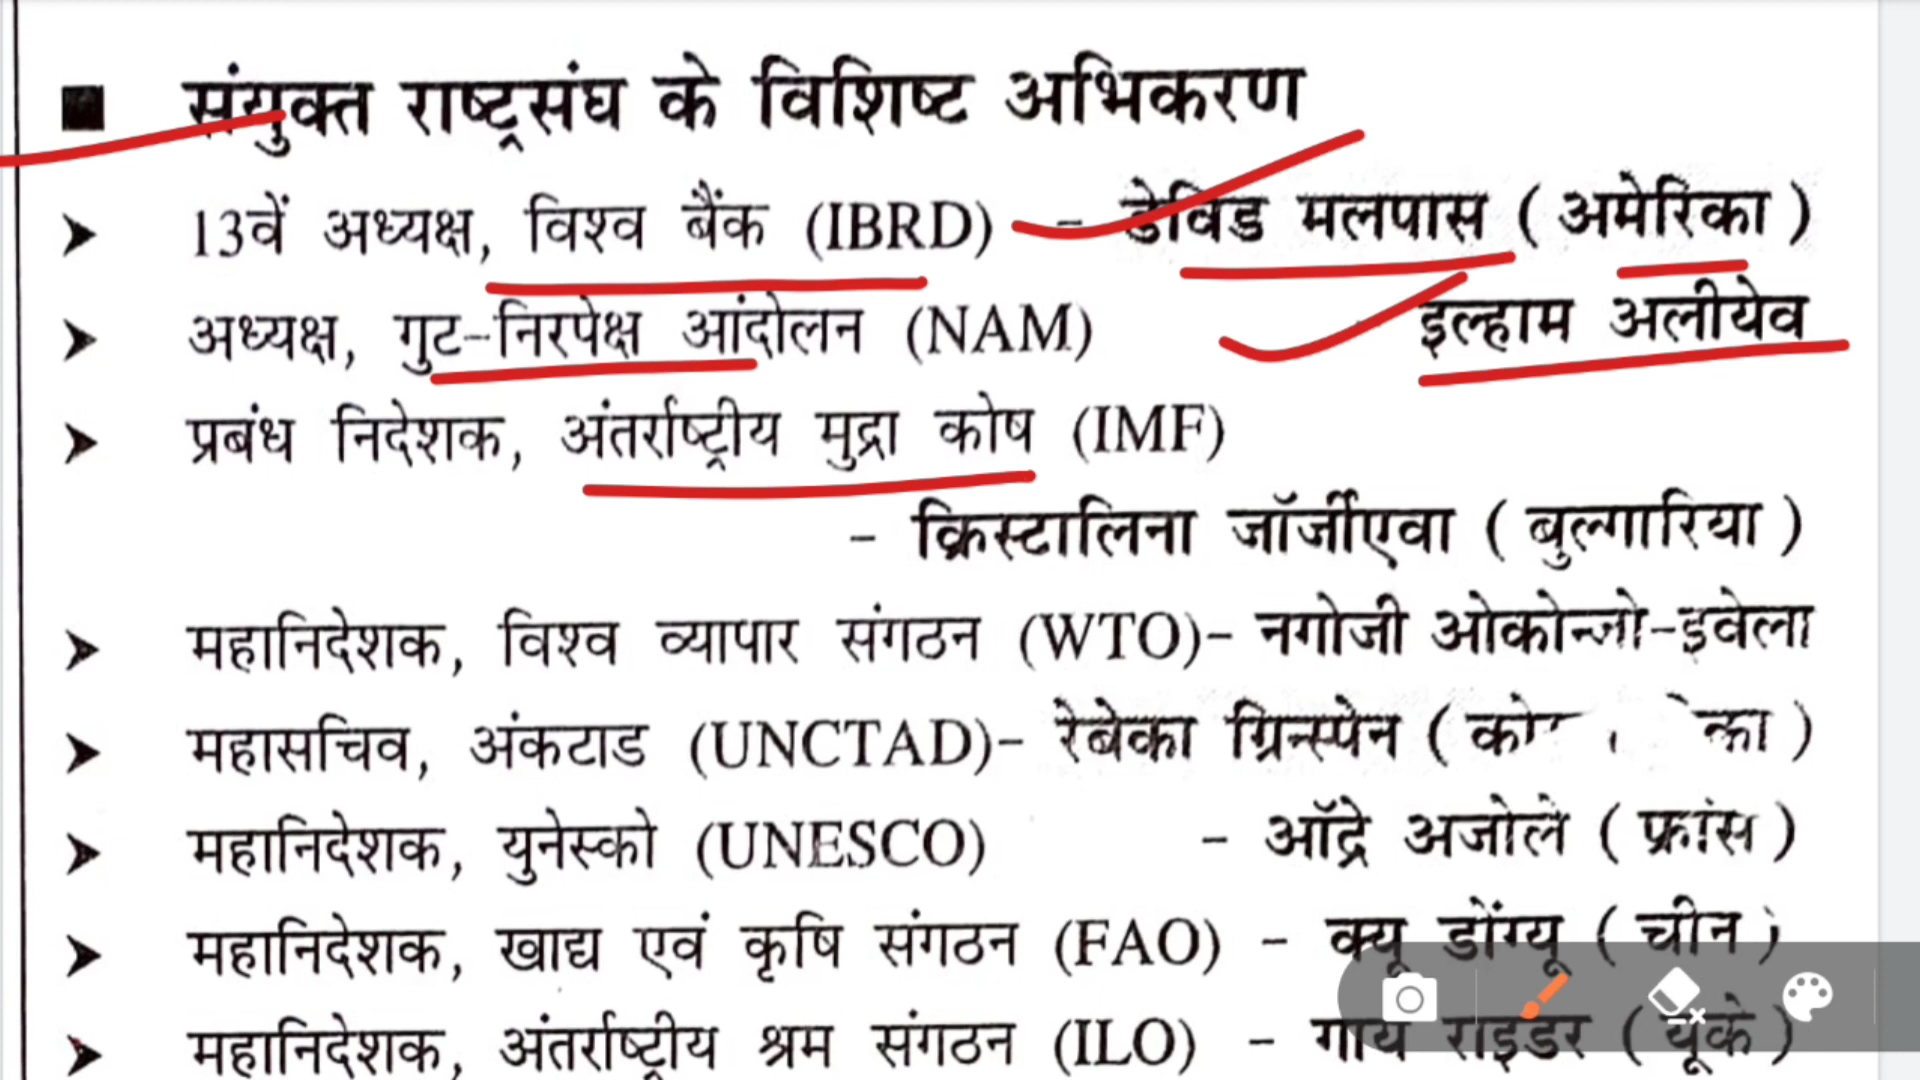 ■ संयुक्त राष्ट्रसंघ के विशिष्ट अभिकरण
➤ 13वें अध्यक्ष, विश्व बैंक (IBRD) - डेविड मलपास ( अमेरिका )
➤ अध्यक्ष, गुट-निरपेक्ष आंदोलन (NAM) इल्हाम अलीयेव
➤ प्रबंध निदेशक, अंतर्राष्ट्रीय मुद्रा कोष (IMF)
- क्रिस्टालिना जॉर्जीएवा ( बुल्गारिया )
➤ महानिदेशक, विश्व व्यापार संगठन (WTO)- नगोजी ओकोन्जो-इवेला
➤ महासचिव, अंकटाड (UNCTAD)- रेबेका ग्रिन्स्पेन (
➤ महानिदेशक, युनेस्को (UNESCO) - ऑद्रे अजोले ( फ्रांस )
➤ महानिदेशक, खाद्य एवं कृषि संगठन (FAO) - क्यू डोंग्यू ( चीन )
➤ महानिदेशक, अंतर्राष्ट्रीय श्रम संगठन (ILO) - गाय राइडर ( यूके )